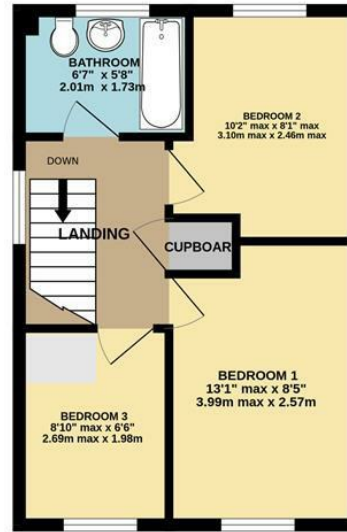 BATHROOM
6'7" x 5'8"
2.01m x 1.73m
BEDROOM 2
10'2" max x 8'1" max
3.10m max x 2.46m max
DOWN
LANDING
CUPBOAR
BEDROOM 1
13'1" max x 8'5"
3.99m max x 2.57m
BEDROOM 3
8'10" max x 6'6"
2.69m max x 1.98m